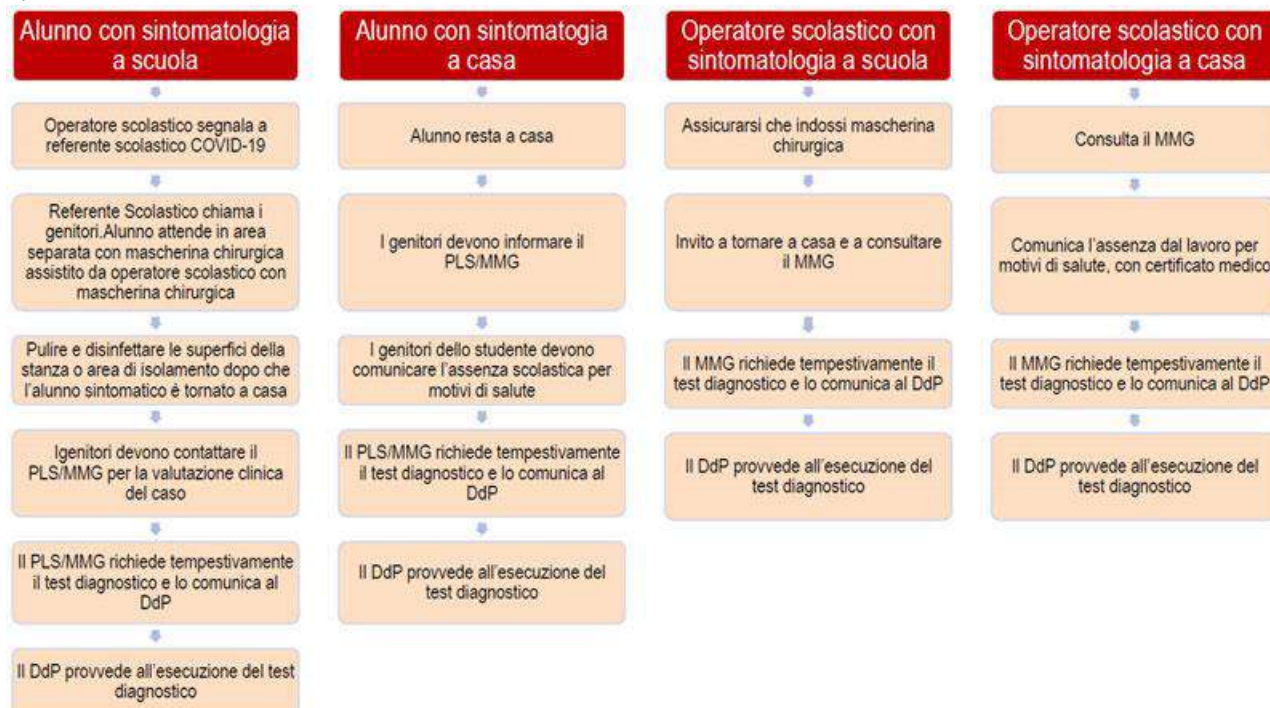 Alunno con sintomatologia
a scuola
Operatore scolastico segnala a
referente scolastico COVID-19
Referente Scolastico chiama i
genitori.Alunno attende in area
separata con mascherina chirurgica
assistito da operatore scolastico con
mascherina chirurgica
Pulire e disinfettare le superfici della
stanza o area di isolamento dopo che
l'alunno sintomatico è tornato a casa
Igenitori devono contattare il
PLS/MMG per la valutazione clinica
del caso
Il PLS/MMG richiede tempestivamente
il test diagnostico e lo comunica al
DdP
Il DdP provvede all'esecuzione del test
diagnostico
Alunno con sintomatogia
a casa
Alunno resta a casa
I genitori devono informare il
PLS/MMG
I genitori dello studente devono
comunicare l'assenza scolastica per
motivi di salute
Il PLS/MMG richiede tempestivamente
il test diagnostico e lo comunica al
DdP
Il DdP provvede all'esecuzione del
test diagnostico
Operatore scolastico con
sintomatologia a scuola
Assicurarsi che indossi mascherina
chirurgica
Invito a tornare a casa e a consultare
il MMG
Il MMG richiede tempestivamente il
test diagnostico e lo comunica al DdP
Il DdP provvede all'esecuzione del
test diagnostico
Operatore scolastico con
sintomatologia a casa
Consulta il MMG
Comunica l'assenza dal lavoro per
motivi di salute, con certificato medico
Il MMG richiede tempestivamente il
test diagnostico e lo comunica al DdP
Il DdP provvede all'esecuzione del
test diagnostico